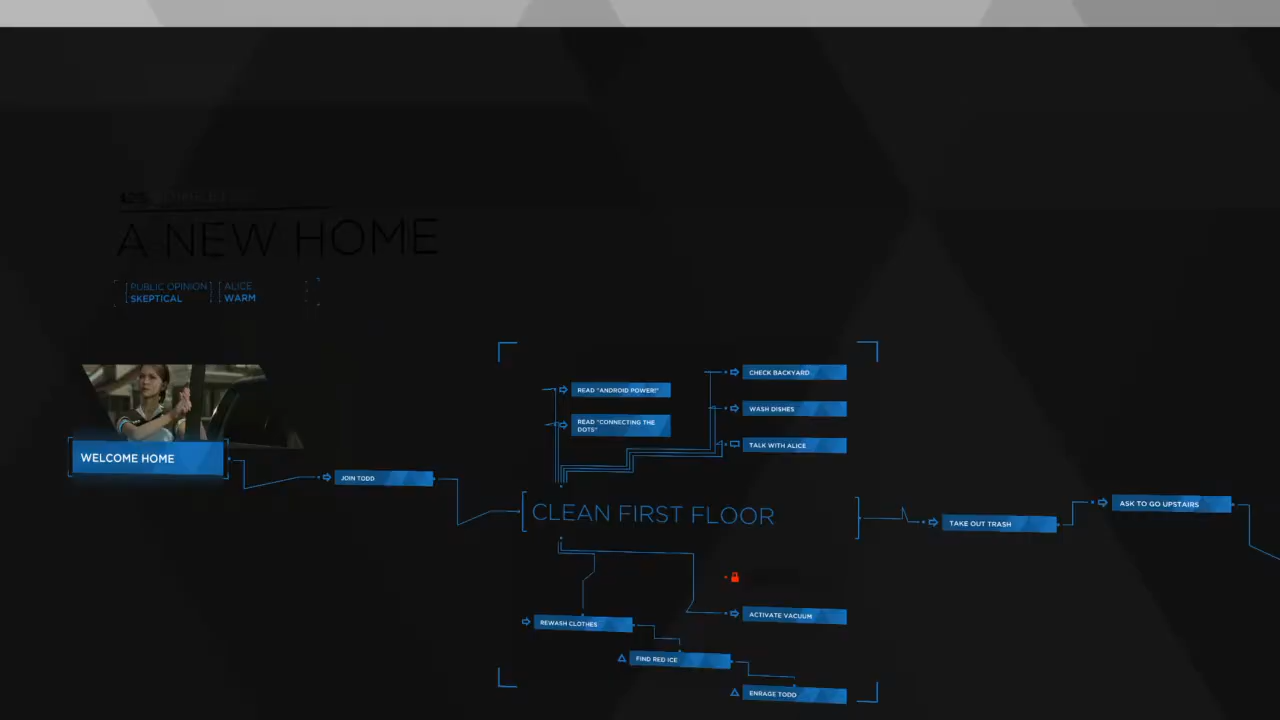 A NEW HOME
PUBLIC OPINION
SKEPTICAL
ALICE
WARM
WELCOME HOME
JOIN TODD
READ "ANDROID POWER!"
READ "CONNECTING THE
DOTS"
CHECK BACKYARD
WASH DISHES
TALK WITH ALICE
CLEAN FIRST FLOOR
TAKE OUT TRASH
ASK TO GO UPSTAIRS
ACTIVATE VACUUM
REWASH CLOTHES
FIND RED ICE
ENRAGE TODD